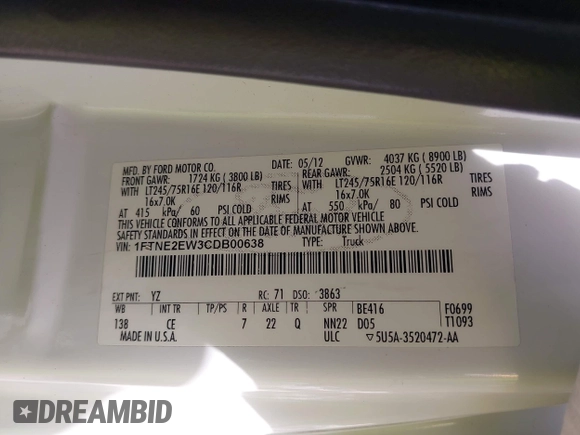 MFD. BY FORD MOTOR CO. DATE: 05/12 GVWR: 4037 KG ( 8900 LB)
FRONT GAWR: 1724 KG ( 3800 LB) REAR GAWR: 2504 KG ( 5520 LB)
WITH LT245/75R16E 120/116R TIRES WITH LT245/75R16E 120/116R TIRES
16x7.0K RIMS 16x7.0K RIMS
AT 415 kPa/ 60 PSI COLD AT 550 kPa/ 80 PSI COLD
THIS VEHICLE CONFORMS TO ALL APPLICABLE FEDERAL MOTOR VEHICLE
SAFETY STANDARDS IN EFFECT ON THE DATE OF MANUFACTURE SHOWN ABOVE.
VIN: 1FTNE2EW3CDB00638 TYPE: Truck
EXT PNT: YZ RC: 71 DSO: 3863
WB INT TR TP/PS R AXLE TR SPR BE416 F0699
138 CE 7 22 Q NN22 D05 T1093
MADE IN U.S.A. ULC ▽5U5A-3520472-AA
DREAMBID